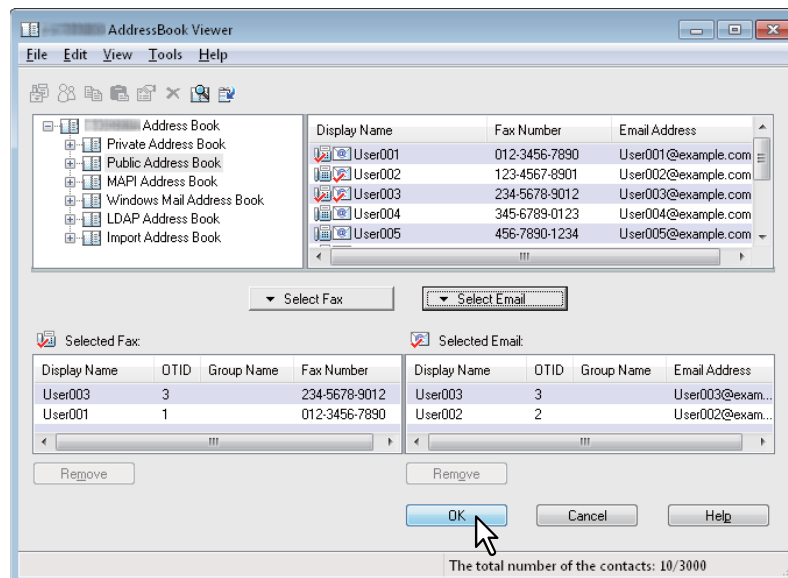 AddressBook Viewer
File Edit View Tools Help
Address Book
Private Address Book
Public Address Book
MAPI Address Book
Windows Mail Address Book
LDAP Address Book
Import Address Book
Display Name Fax Number Email Address
User001 012-3456-7890 User001@example.com
User002 123-4567-8901 User002@example.com
User003 234-5678-9012 User003@example.com
User004 345-6789-0123 User004@example.com
User005 456-7890-1234 User005@example.com
Select Fax Select Email
Selected Fax: Selected Email:
Display Name OTID Group Name Fax Number Display Name OTID Group Name Email Address
User003 3 234-5678-9012 User003 3 User003@exam...
User001 1 012-3456-7890 User002 2 User002@exam...
Remove Remove
OK Cancel Help
The total number of the contacts: 10/3000